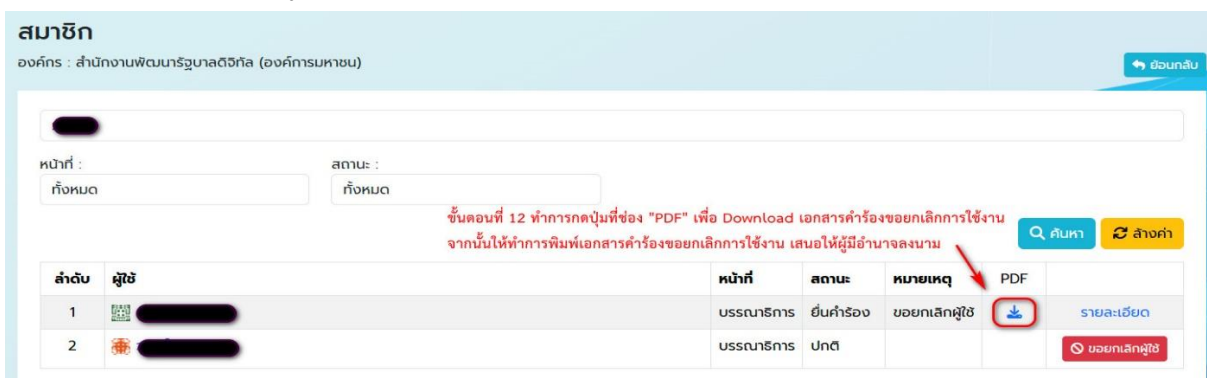 สมาชิก
องค์กร : สำนักงานพัฒนารัฐบาลดิจิทัล (องค์การมหาชน)
ย้อนกลับ
หน้าที่ : สถานะ :
ทั้งหมด ทั้งหมด
ขั้นตอนที่ 12 ทำการกดปุ่มที่ช่อง "PDF" เพื่อ Download เอกสารคำร้องขอยกเลิกการใช้งาน
จากนั้นให้ทำการพิมพ์เอกสารคำร้องขอยกเลิกการใช้งาน เสนอให้ผู้มีอำนาจลงนาม
ค้นหา ล้างค่า
ลำดับ ผู้ใช้ หน้าที่ สถานะ หมายเหตุ PDF
1 บรรณาธิการ ยื่นคำร้อง ขอยกเลิกผู้ใช้ รายละเอียด
2 บรรณาธิการ ปกติ ขอยกเลิกผู้ใช้